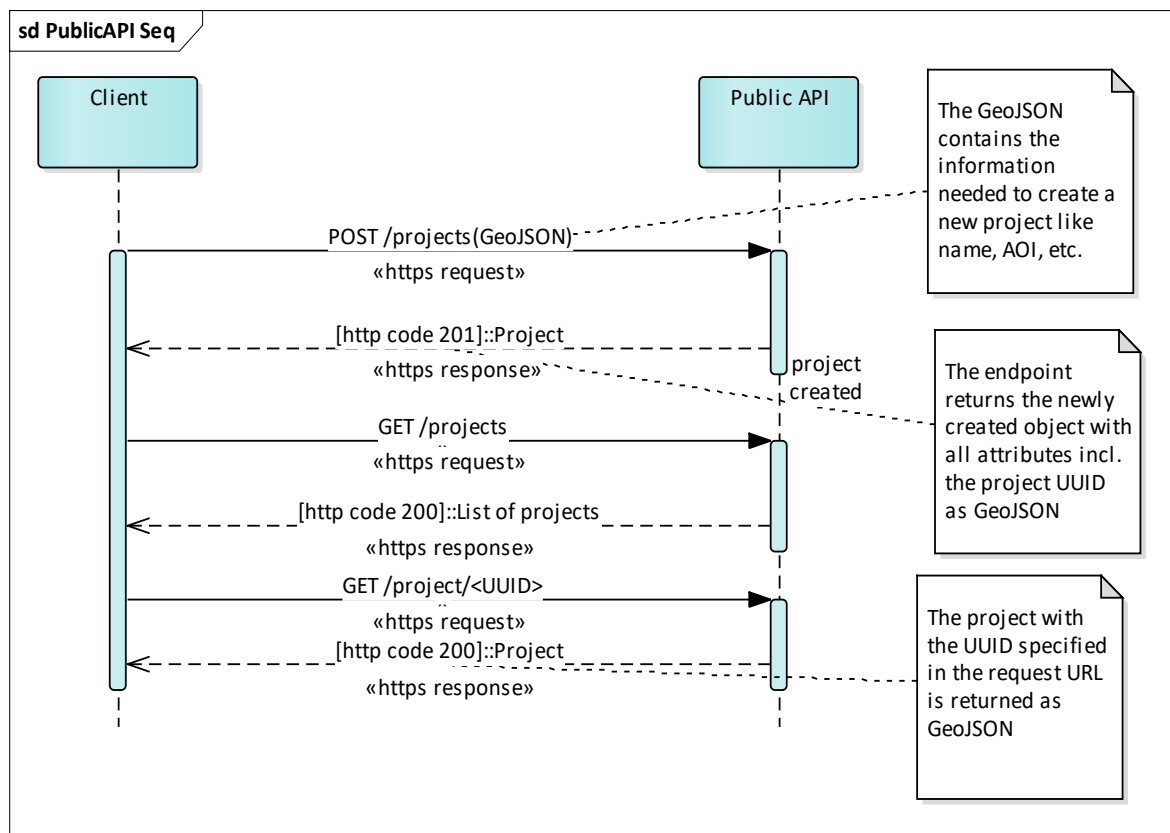 sd PublicAPI Seq
Client
Public API
The GeoJSON
contains the
information
needed to create a
new project like
name, AOI, etc.
POST /projects(GeoJSON)
«https request»
[http code 201]::Project
«https response»
project
created
The endpoint
returns the newly
created object with
all attributes incl.
the project UUID
as GeoJSON
GET /projects
«https request»
[http code 200]::List of projects
«https response»
GET /project/<UUID>
«https request»
[http code 200]::Project
«https response»
The project with
the UUID specified
in the request URL
is returned as
GeoJSON